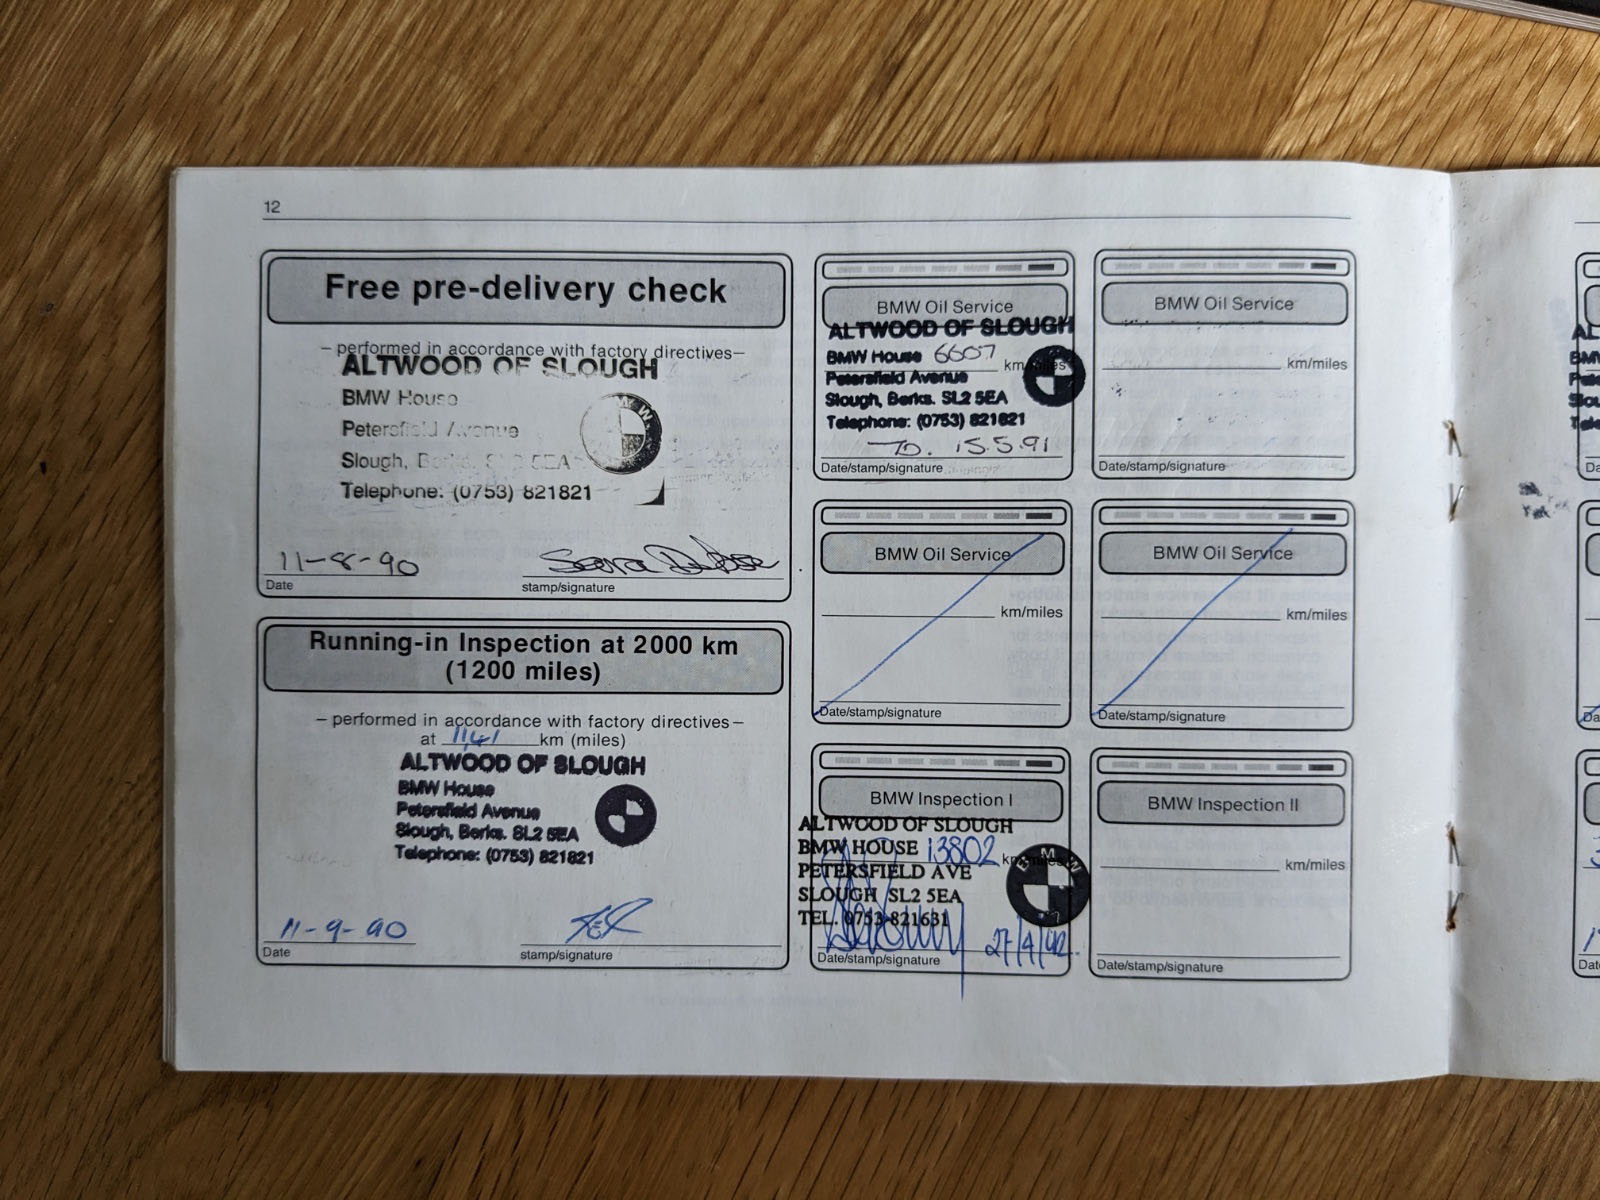 12
Free pre-delivery check
– performed in accordance with factory directives–
ALTWOOD OF SLOUGH
BMW House
Petersfield Avenue
Slough, Berks. SL2 5EA
Telephone: (0753) 821821
BMW
11-8-90
Date
stamp/signature
Running-in Inspection at 2000 km
(1200 miles)
– performed in accordance with factory directives–
at 1141 km (miles)
ALTWOOD OF SLOUGH
BMW House
Petersfield Avenue
Slough, Berks. SL2 5EA
Telephone: (0753) 821821
11-9-90
Date
stamp/signature
BMW Oil Service
ALTWOOD OF SLOUGH
BMW House 6607 km/miles
Petersfield Avenue
Slough, Berks. SL2 5EA
Telephone: (0753) 821821
15.5.91
Date/stamp/signature
BMW Oil Service
km/miles
Date/stamp/signature
BMW Oil Service
km/miles
Date/stamp/signature
BMW Oil Service
km/miles
Date/stamp/signature
BMW Inspection I
ALTWOOD OF SLOUGH
BMW HOUSE 13802 km/miles
PETERSFIELD AVE
SLOUGH SL2 5EA
TEL. 0753-821631
BMW
27/4/92.
Date/stamp/signature
BMW Inspection II
km/miles
Date/stamp/signature